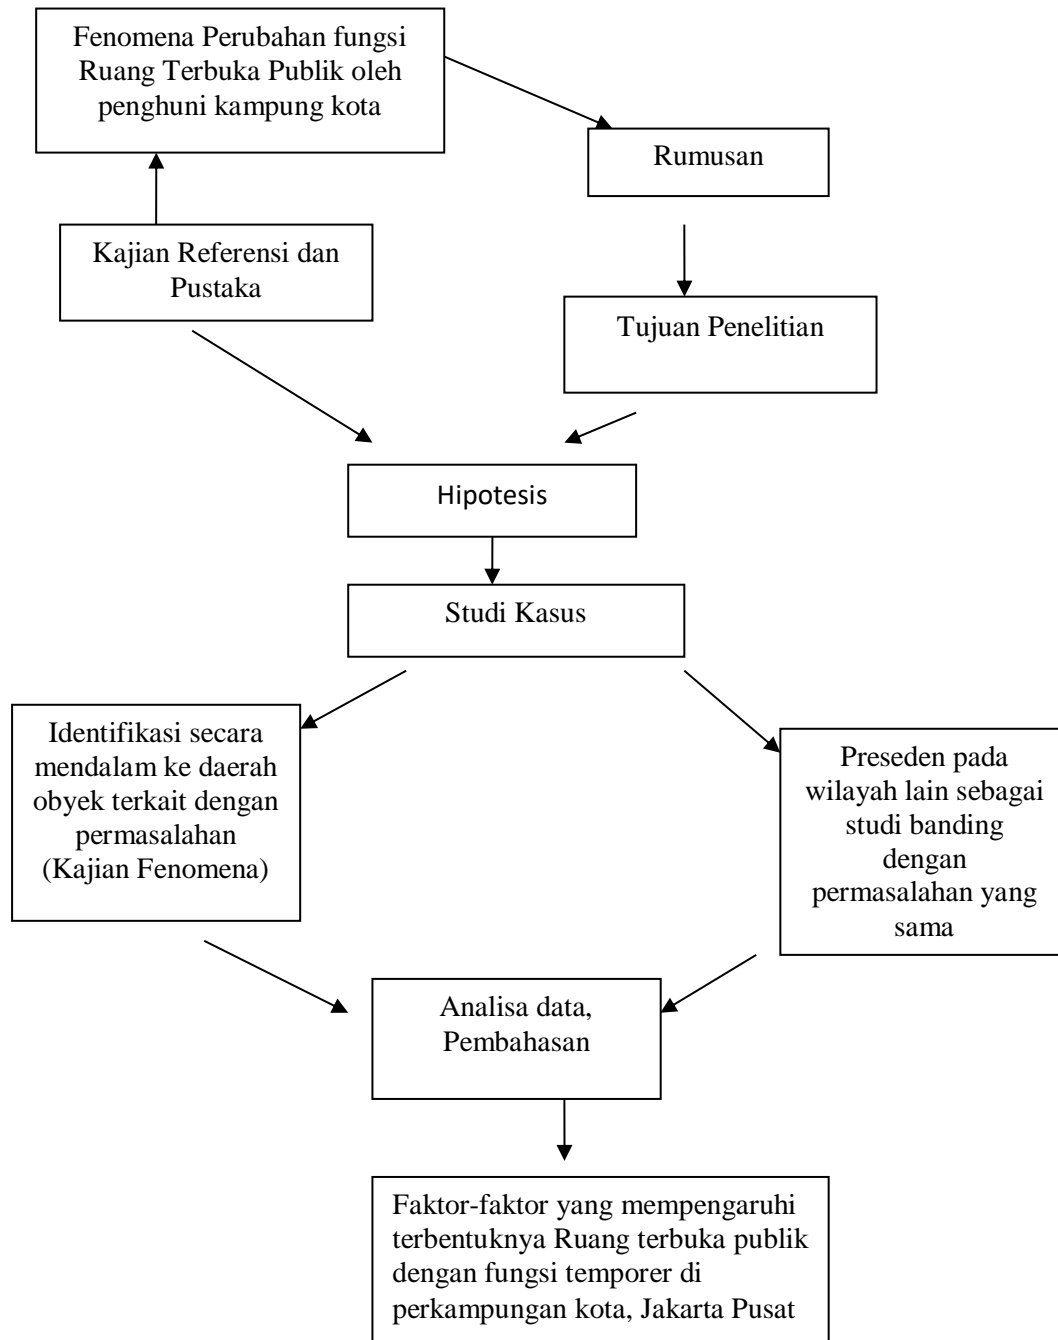 Fenomena Perubahan fungsi
Ruang Terbuka Publik oleh
penghuni kampung kota
Rumusan
Kajian Referensi dan
Pustaka
Tujuan Penelitian
Hipotesis
Studi Kasus
Identifikasi secara
mendalam ke daerah
obyek terkait dengan
permasalahan
(Kajian Fenomena)
Preseden pada
wilayah lain sebagai
studi banding
dengan
permasalahan yang
sama
Analisa data,
Pembahasan
Faktor-faktor yang mempengaruhi
terbentuknya Ruang terbuka publik
dengan fungsi temporer di
perkampungan kota, Jakarta Pusat